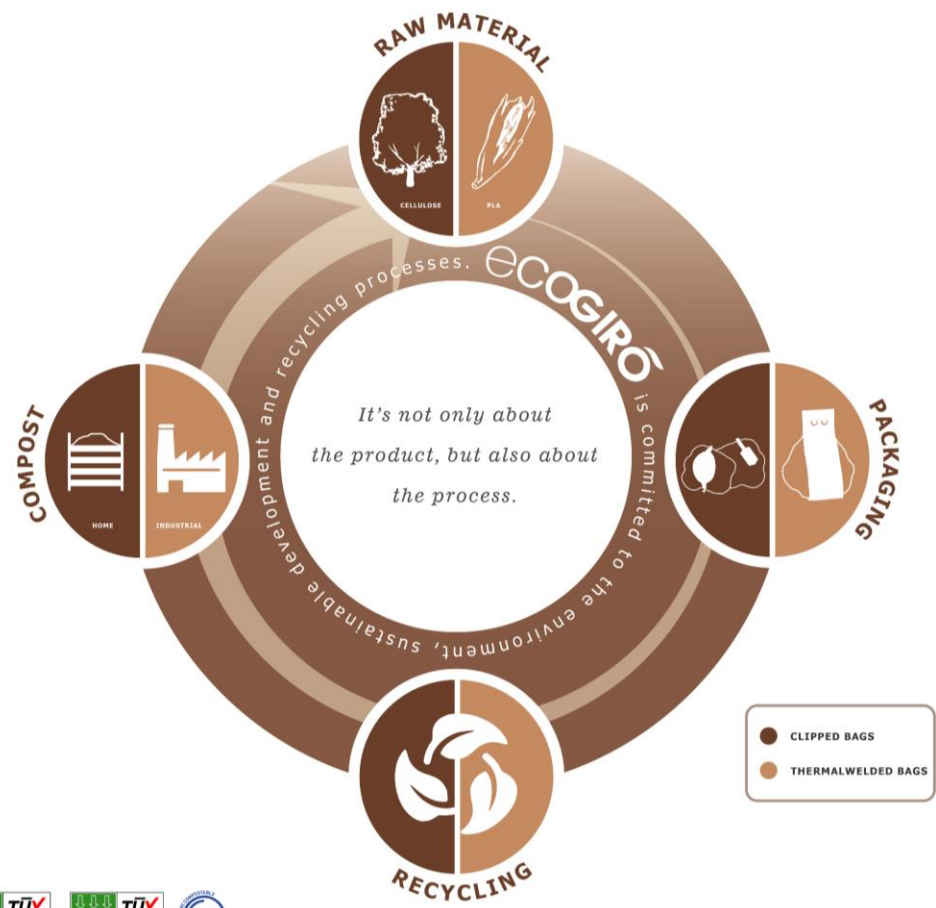 RAW MATERIAL
CELLULOSE
PLA
ecoGIRÓ is committed to the environment, sustainable development and recycling processes.
It's not only about
the product, but also about
the process.
COMPOST
HOME
INDUSTRIAL
PACKAGING
CLIPPED BAGS
THERMALWELDED BAGS
RECYCLING
TÜV
TÜV
COMPOSTABLE